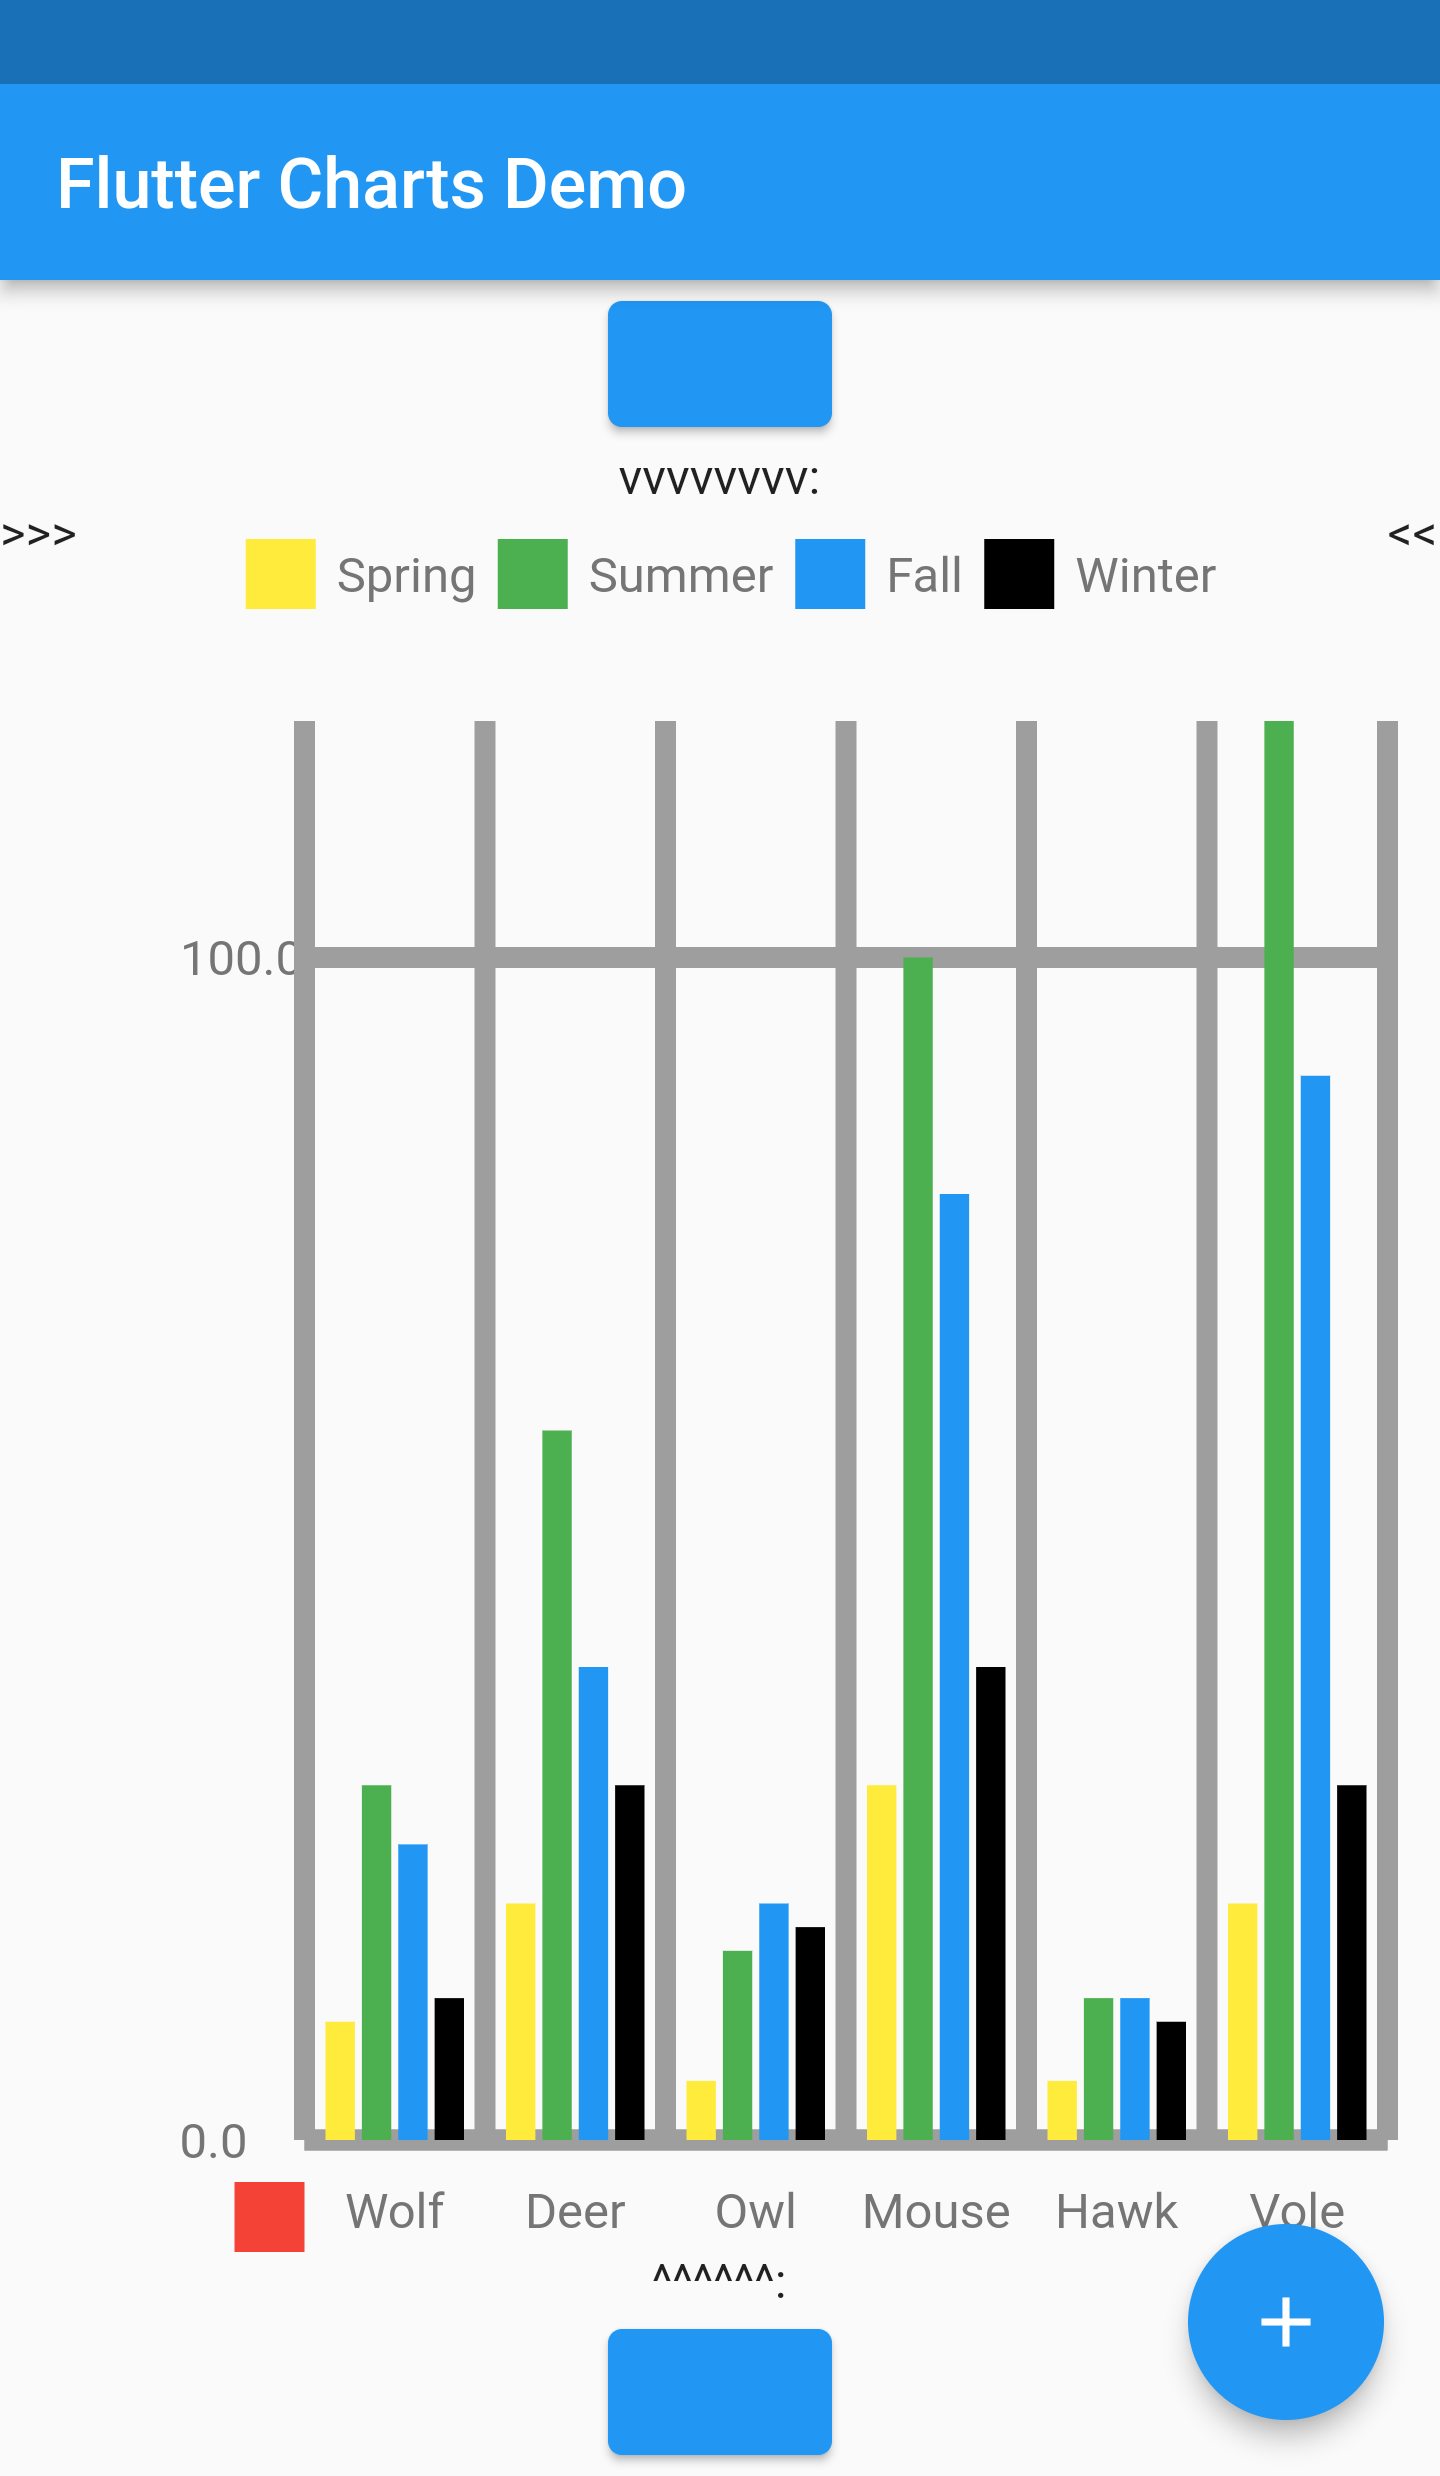 Flutter Charts Demo
vvvvvvvv:
>>> <<
Spring Summer Fall Winter
100.0
0.0
Wolf Deer Owl Mouse Hawk Vole
^^^^^^:
+